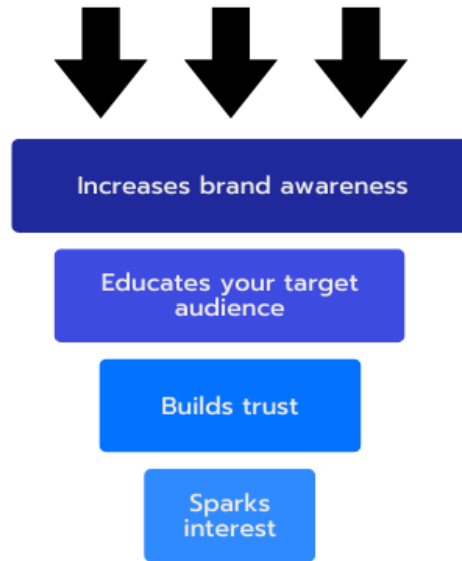 Increases brand awareness
Educates your target
audience
Builds trust
Sparks
interest